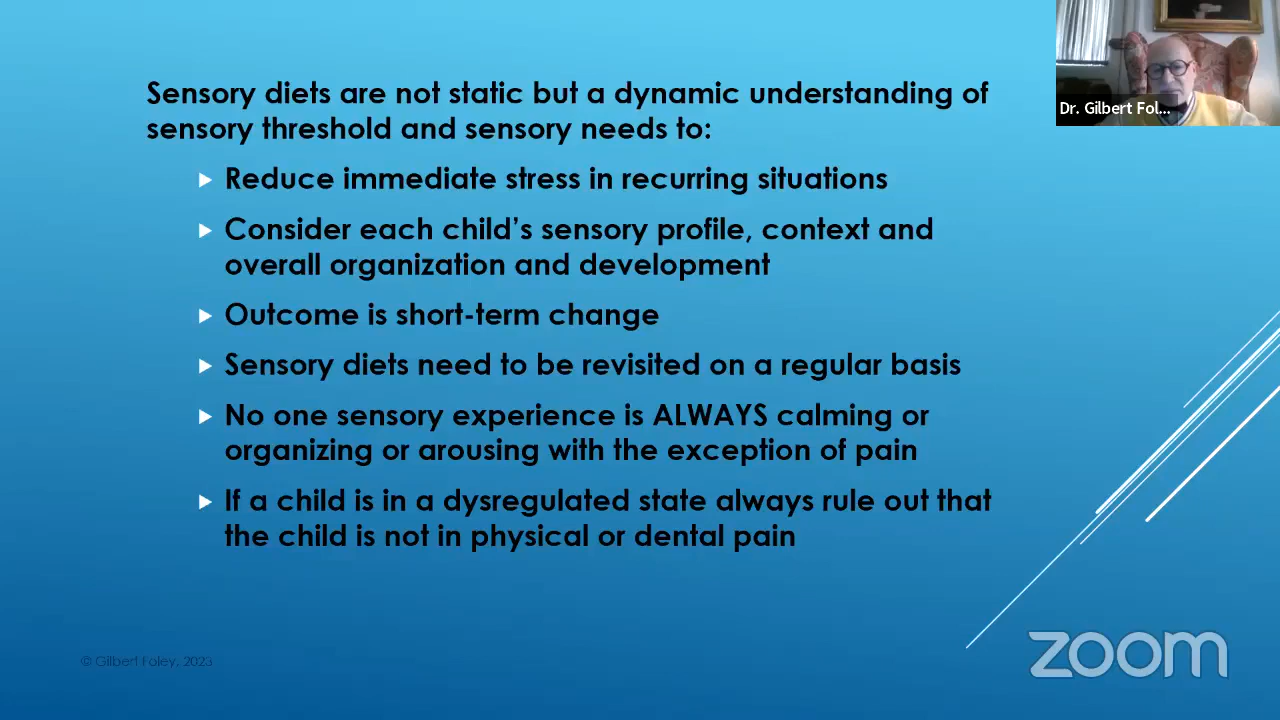 Sensory diets are not static but a dynamic understanding of
sensory threshold and sensory needs to:
Reduce immediate stress in recurring situations
Consider each child's sensory profile, context and
overall organization and development
Outcome is short-term change
Sensory diets need to be revisited on a regular basis
No one sensory experience is ALWAYS calming or
organizing or arousing with the exception of pain
If a child is in a dysregulated state always rule out that
the child is not in physical or dental pain
© Gilbert Foley, 2023
Dr. Gilbert Fol...
zoom